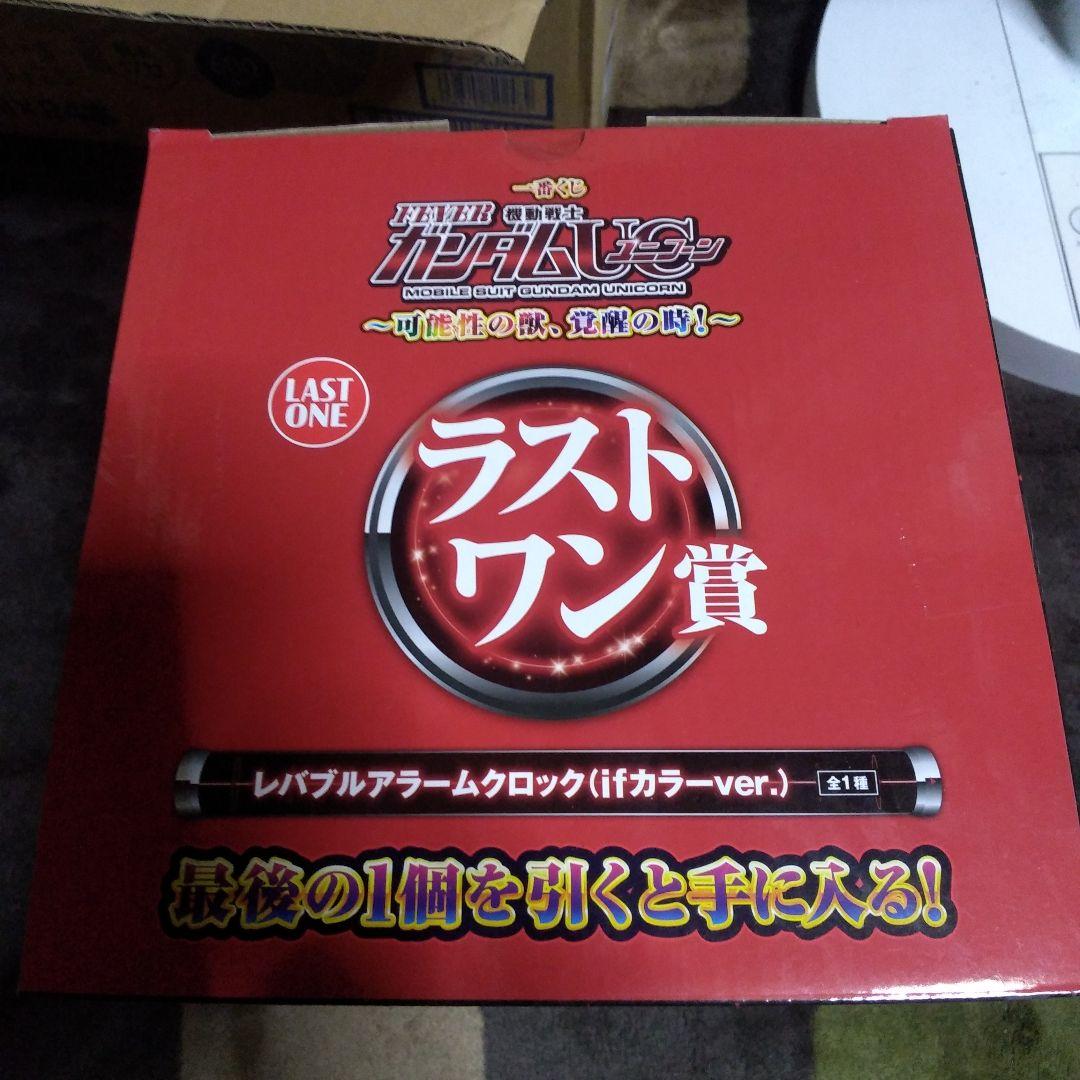 一番くじ
FEVER 機動戦士
ガンダムUC
ユニコーン
MOBILE SUIT GUNDAM UNICORN
～可能性の獣、覚醒の時！～
LAST
ONE
ラスト
ワン賞
レバブルアラームクロック（ifカラーver.） 全1種
最後の1個を引くと手に入る！